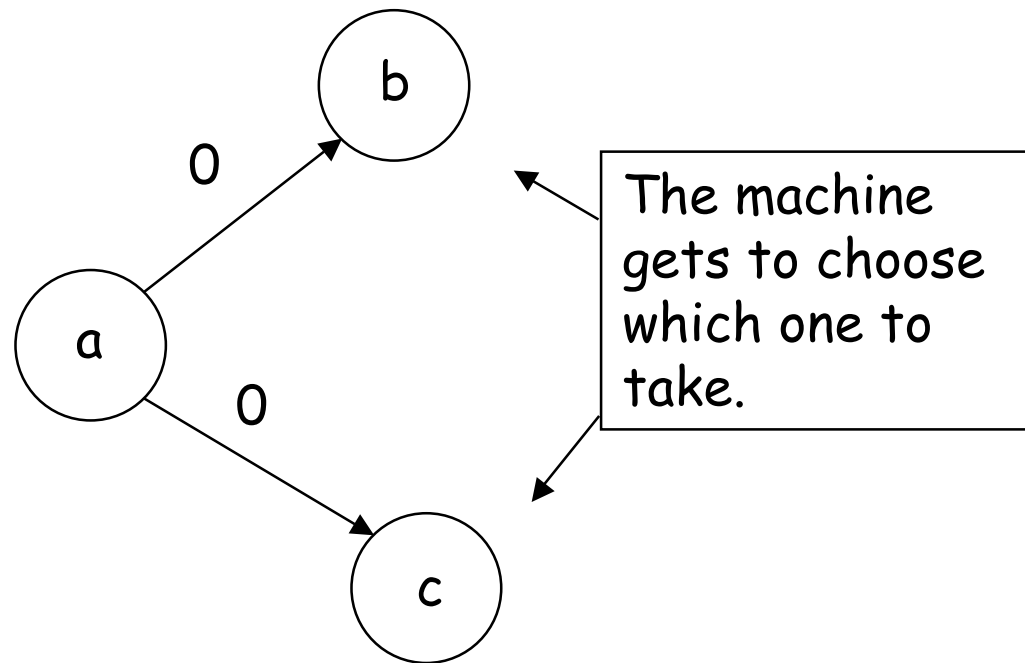 b
0
The machine
gets to choose
which one to
take.
a
0
c